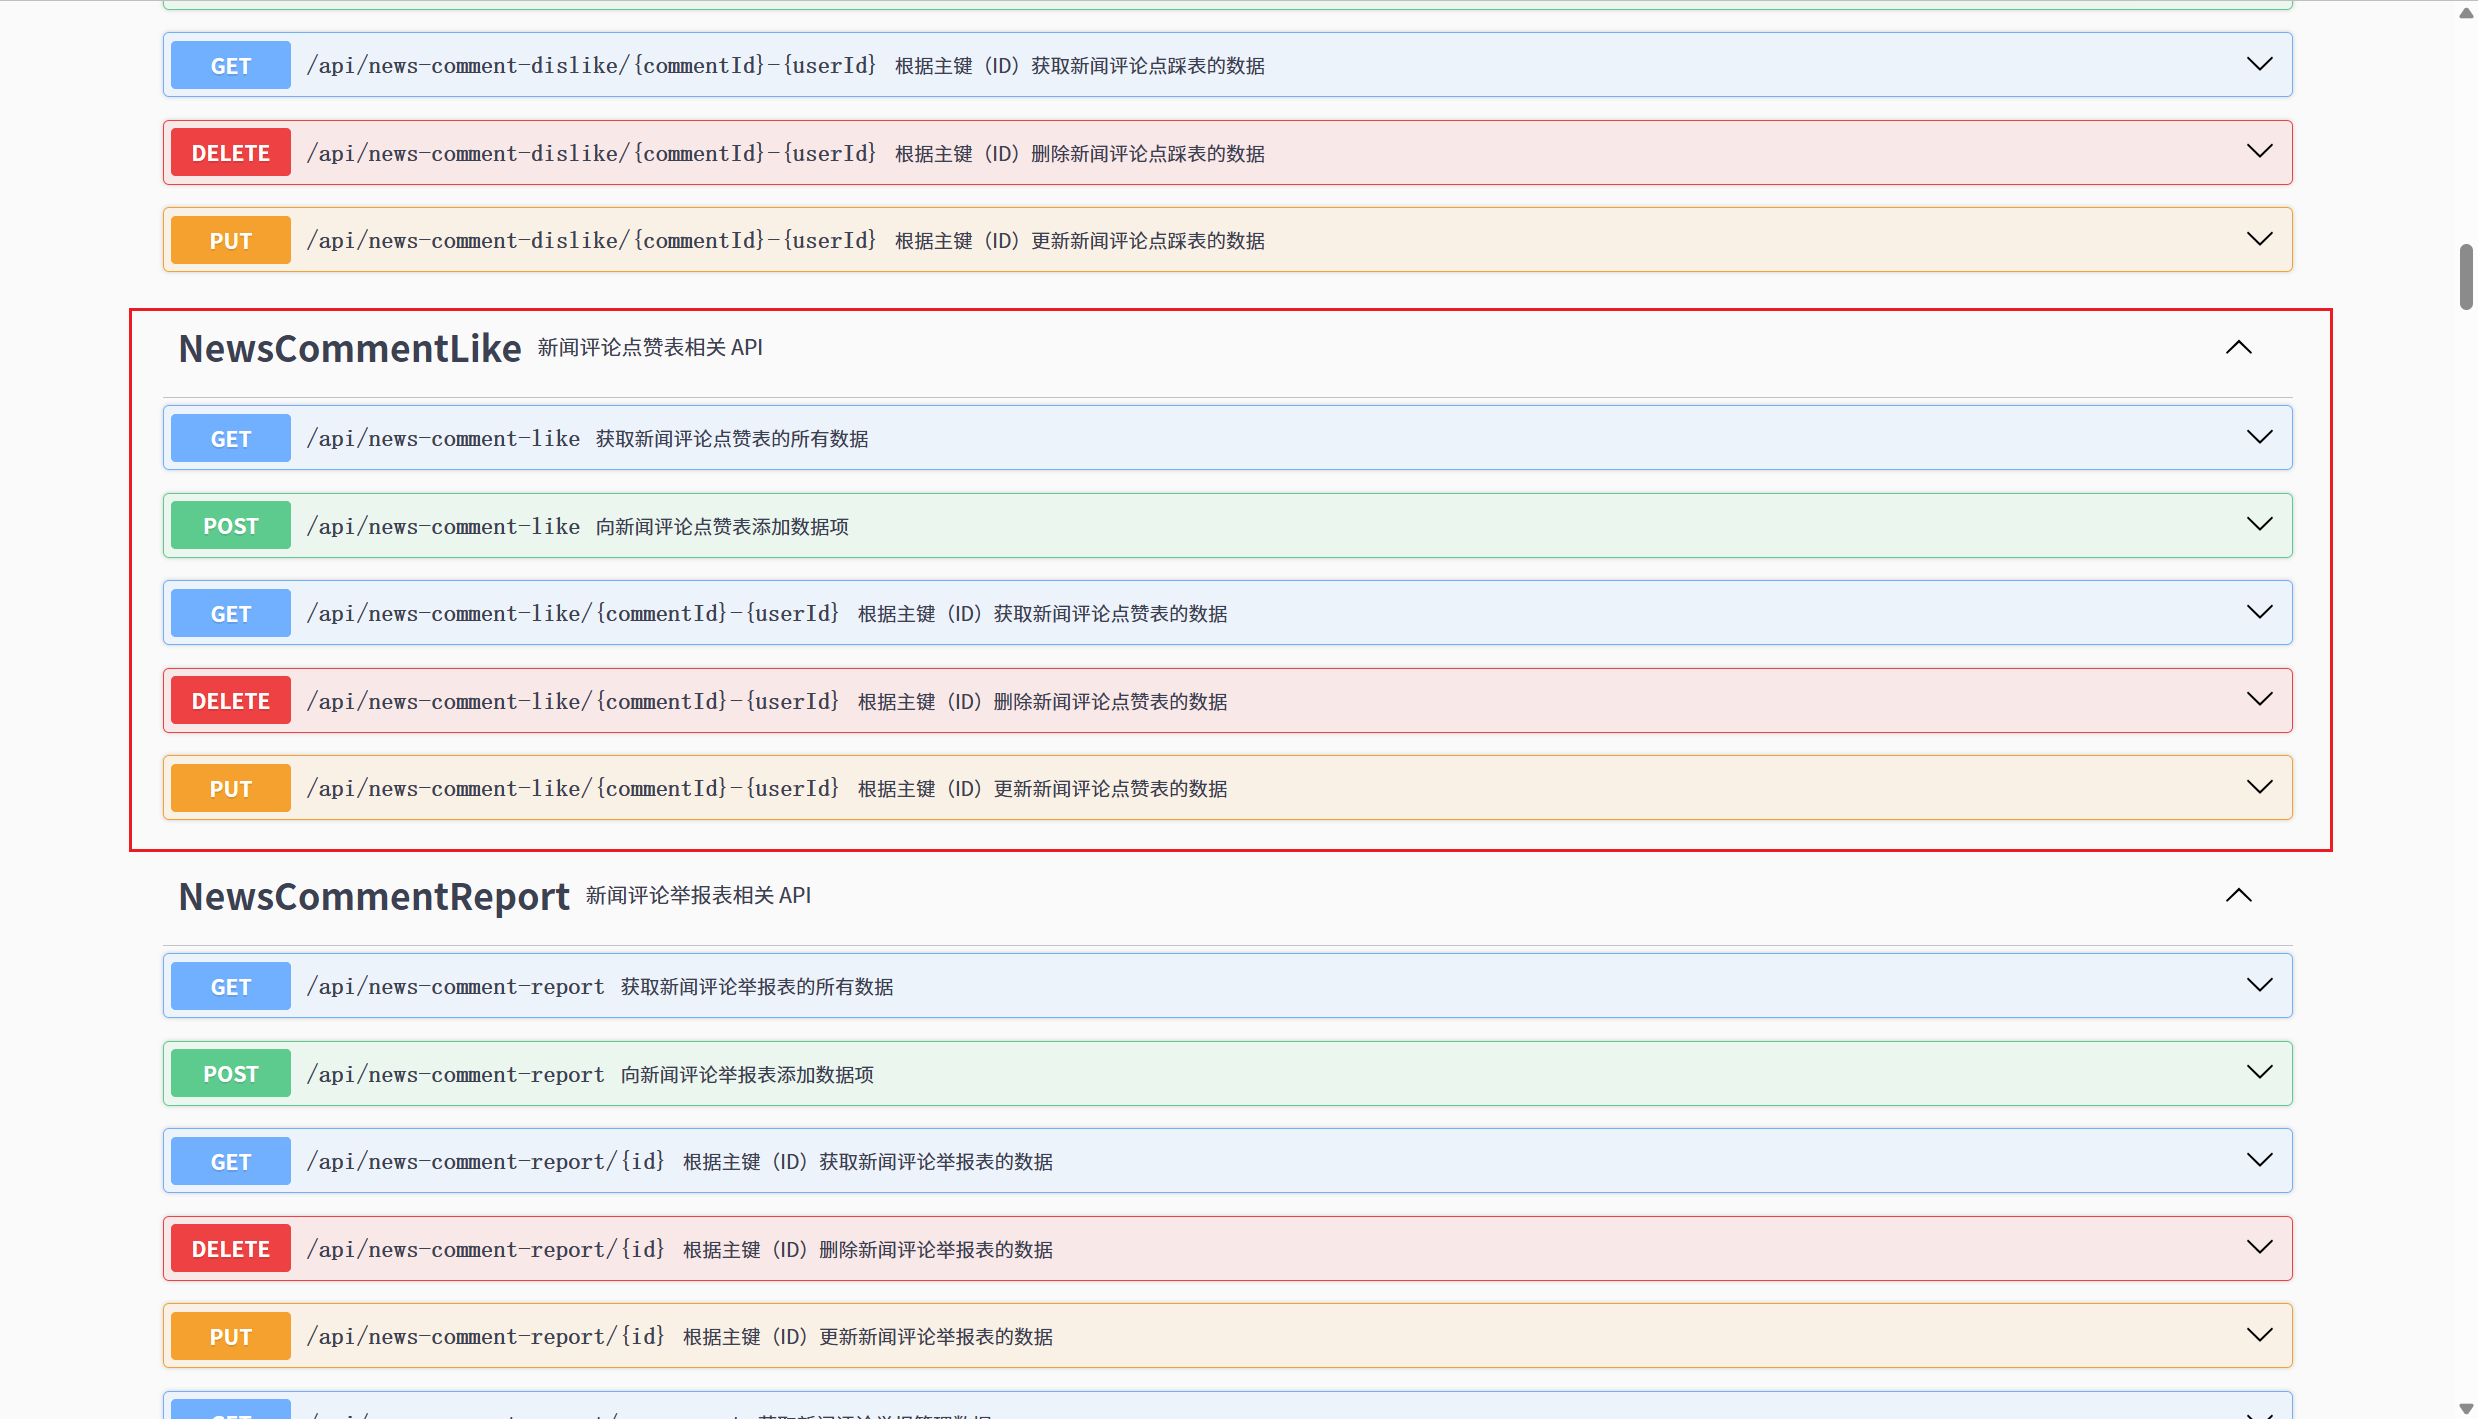 GET /api/news-comment-dislike/{commentId}-{userId} 根据主键（ID）获取新闻评论点踩表的数据
DELETE /api/news-comment-dislike/{commentId}-{userId} 根据主键（ID）删除新闻评论点踩表的数据
PUT /api/news-comment-dislike/{commentId}-{userId} 根据主键（ID）更新新闻评论点踩表的数据
NewsCommentLike 新闻评论点赞表相关 API
GET /api/news-comment-like 获取新闻评论点赞表的所有数据
POST /api/news-comment-like 向新闻评论点赞表添加数据项
GET /api/news-comment-like/{commentId}-{userId} 根据主键（ID）获取新闻评论点赞表的数据
DELETE /api/news-comment-like/{commentId}-{userId} 根据主键（ID）删除新闻评论点赞表的数据
PUT /api/news-comment-like/{commentId}-{userId} 根据主键（ID）更新新闻评论点赞表的数据
NewsCommentReport 新闻评论举报表相关 API
GET /api/news-comment-report 获取新闻评论举报表的所有数据
POST /api/news-comment-report 向新闻评论举报表添加数据项
GET /api/news-comment-report/{id} 根据主键（ID）获取新闻评论举报表的数据
DELETE /api/news-comment-report/{id} 根据主键（ID）删除新闻评论举报表的数据
PUT /api/news-comment-report/{id} 根据主键（ID）更新新闻评论举报表的数据
GET